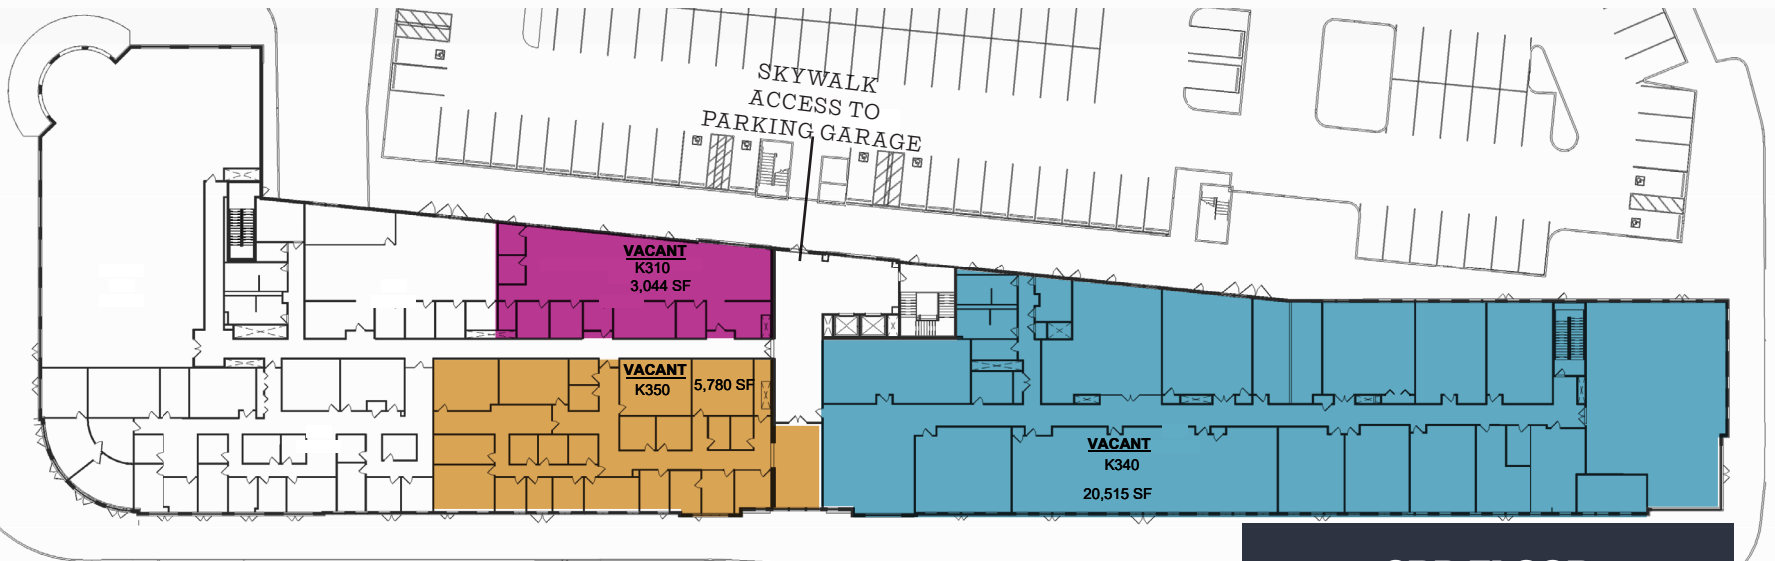 SKYWALK
ACCESS TO
PARKING GARAGE
VACANT
K310
3,044 SF
VACANT
K350
5,780 SF
VACANT
K340
20,515 SF